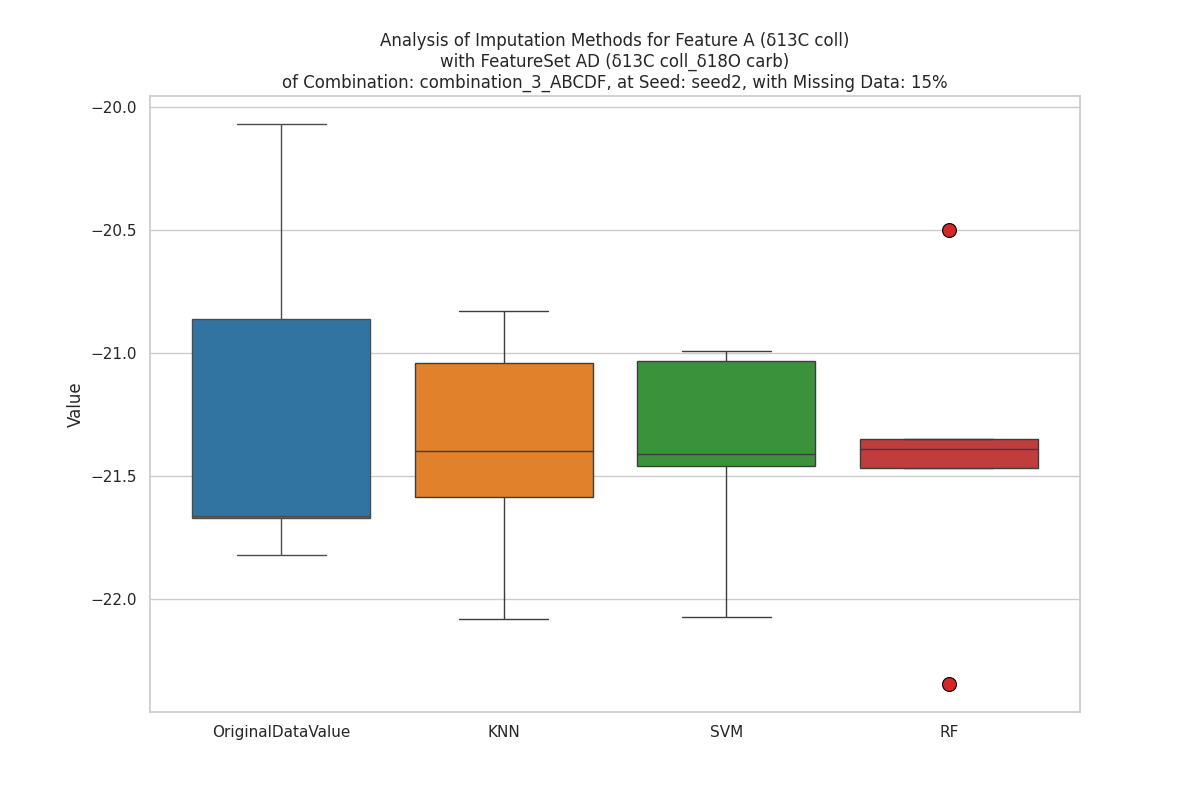 Analysis of Imputation Methods for Feature A (δ13C coll)
with FeatureSet AD (δ13C coll_δ18O carb)
of Combination: combination_3_ABCDF, at Seed: seed2, with Missing Data: 15%
−20.0
−20.5
−21.0
−21.5
−22.0
Value
OriginalDataValue
KNN
SVM
RF